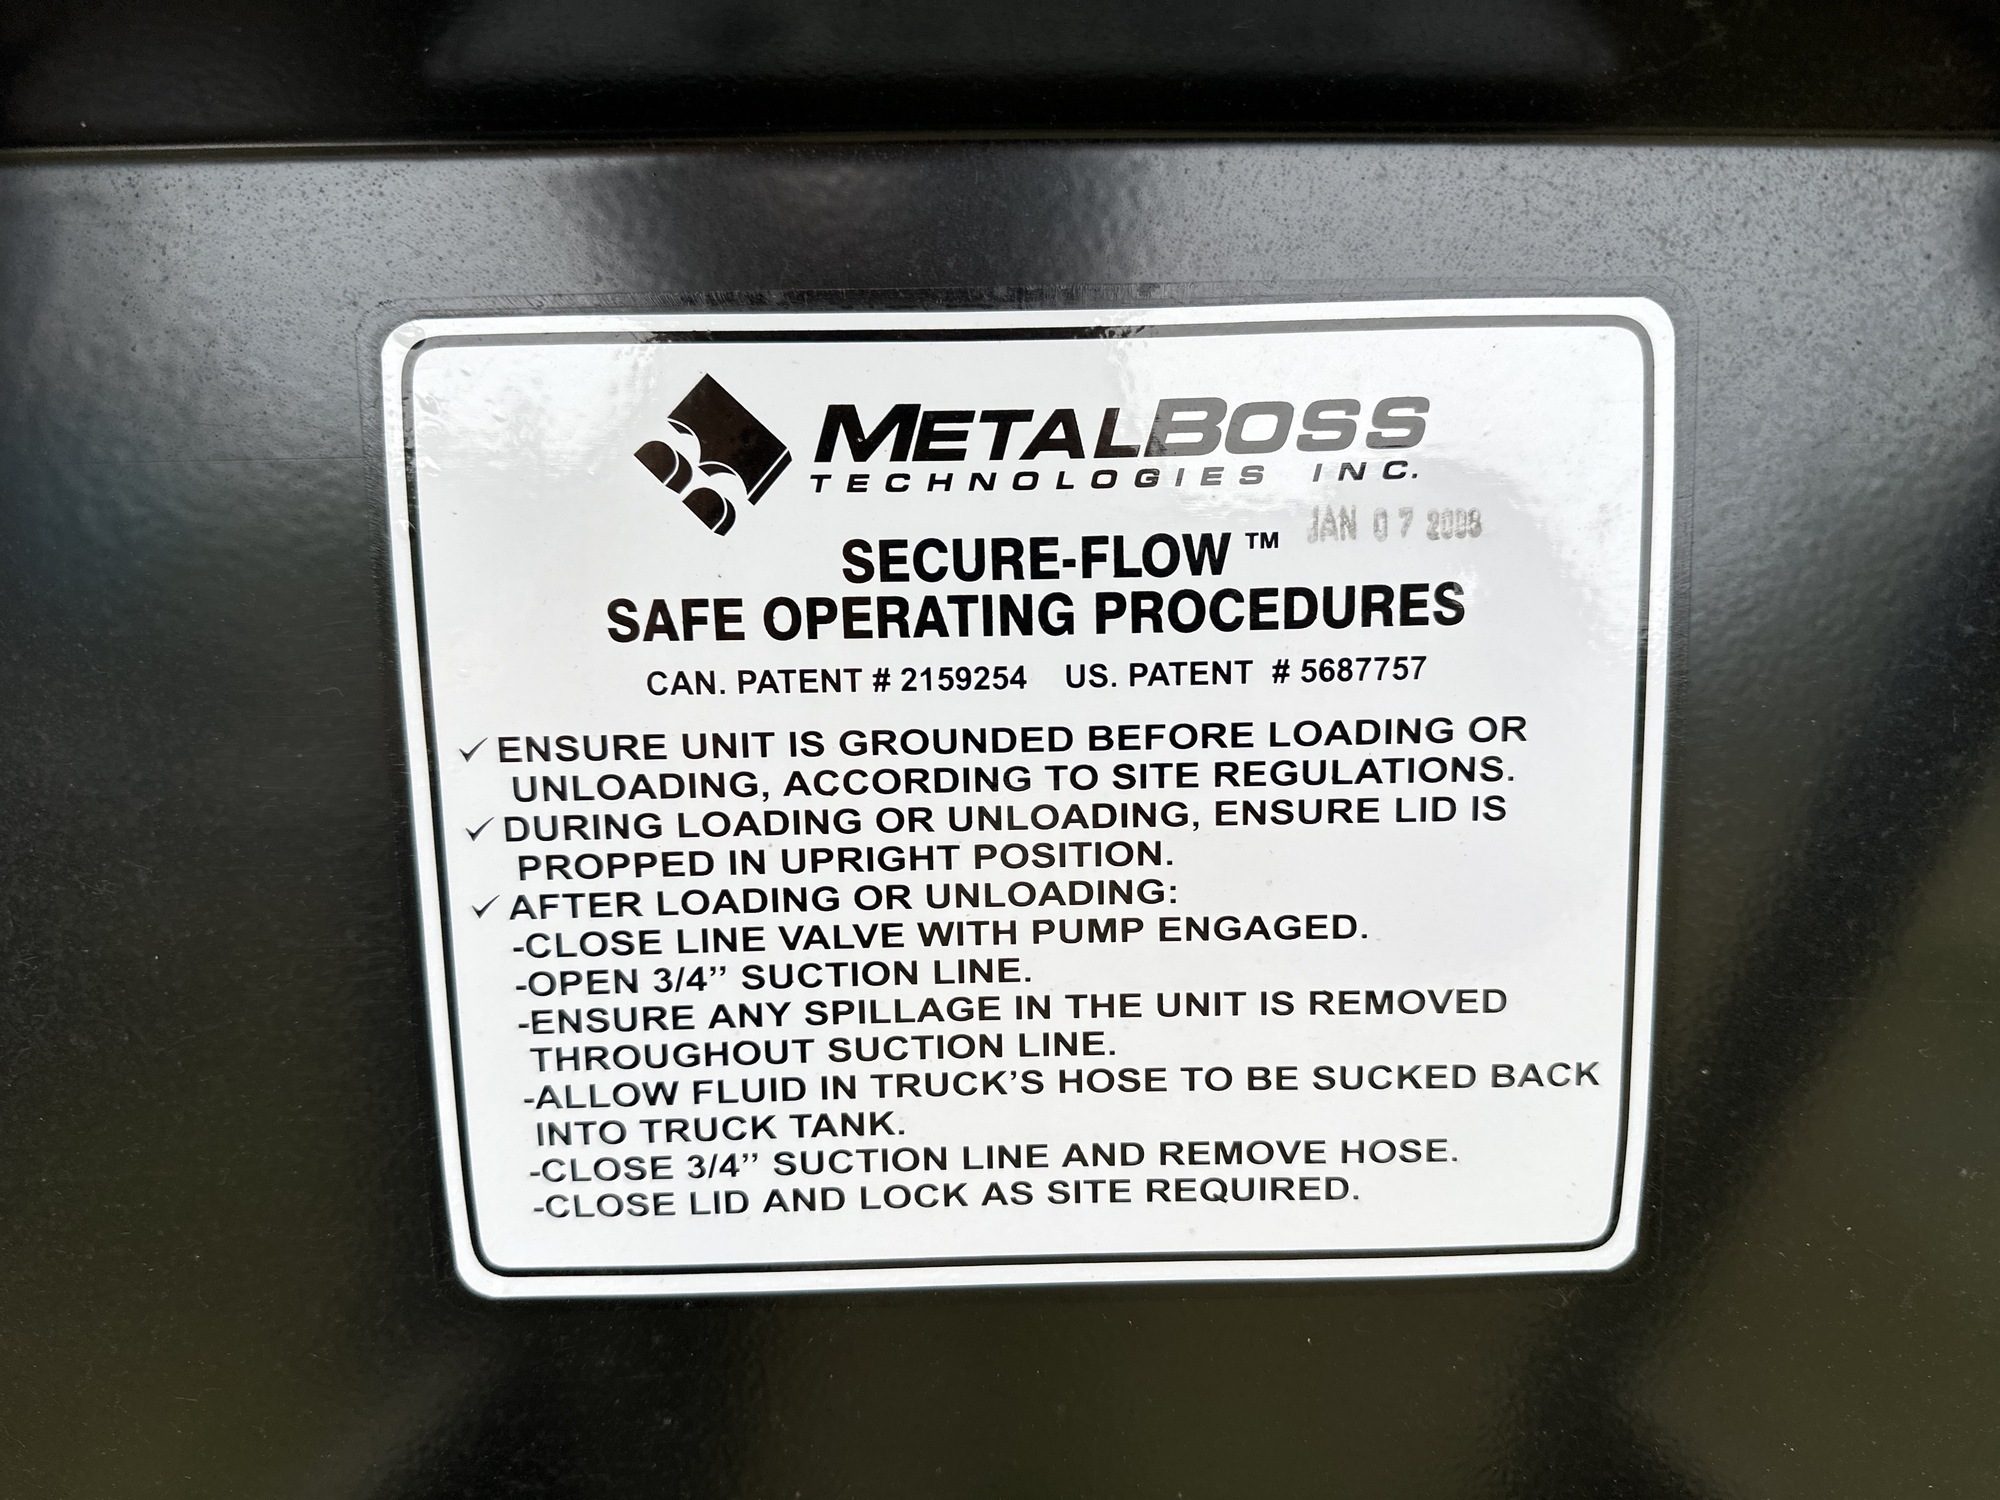 METALBOSS
TECHNOLOGIES INC.
JAN 07 2008
SECURE-FLOW™
SAFE OPERATING PROCEDURES
CAN. PATENT # 2159254 US. PATENT # 5687757
✓ ENSURE UNIT IS GROUNDED BEFORE LOADING OR
UNLOADING, ACCORDING TO SITE REGULATIONS.
✓ DURING LOADING OR UNLOADING, ENSURE LID IS
PROPPED IN UPRIGHT POSITION.
✓ AFTER LOADING OR UNLOADING:
-CLOSE LINE VALVE WITH PUMP ENGAGED.
-OPEN 3/4” SUCTION LINE.
-ENSURE ANY SPILLAGE IN THE UNIT IS REMOVED
THROUGHOUT SUCTION LINE.
-ALLOW FLUID IN TRUCK’S HOSE TO BE SUCKED BACK
INTO TRUCK TANK.
-CLOSE 3/4” SUCTION LINE AND REMOVE HOSE.
-CLOSE LID AND LOCK AS SITE REQUIRED.